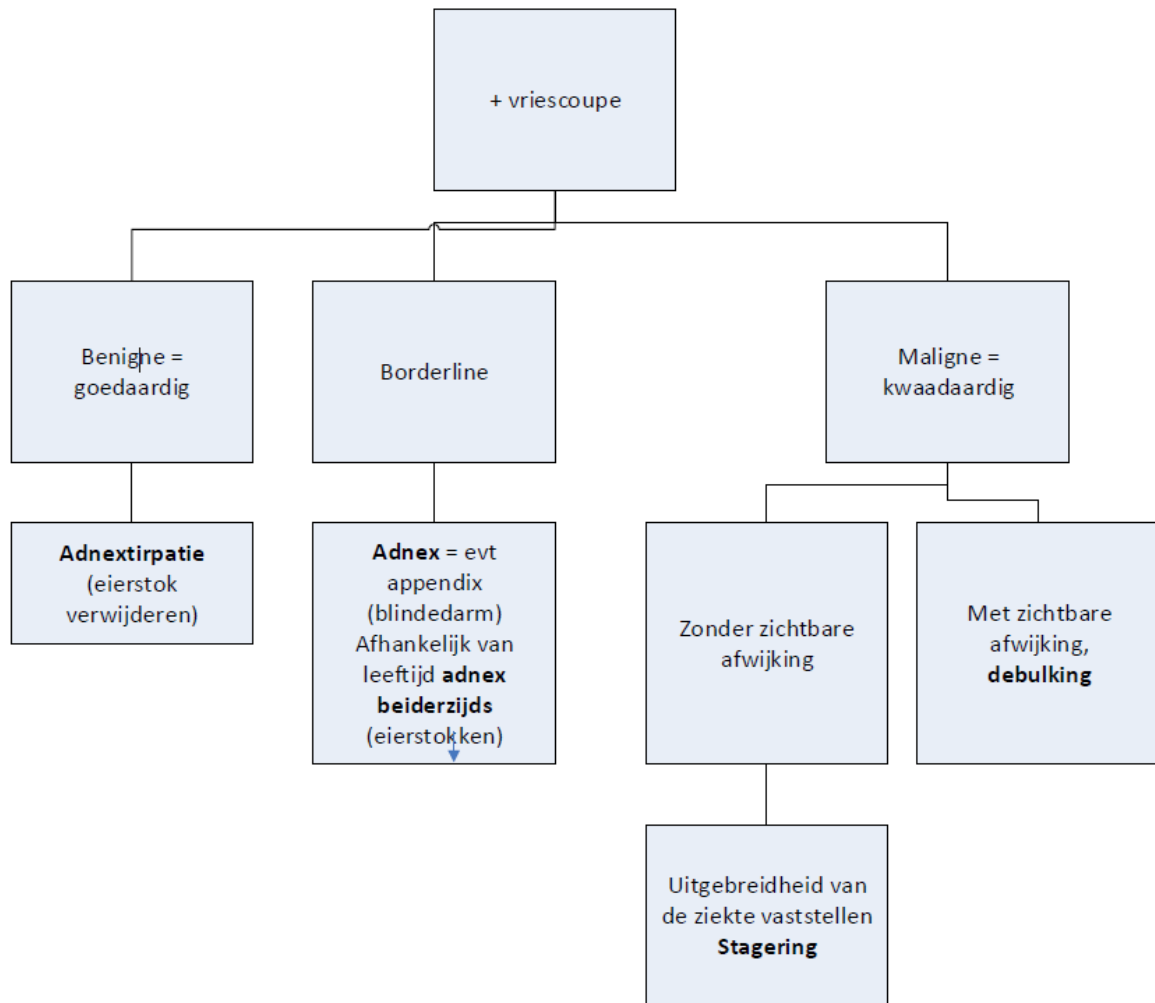 + vriescoupe
Benigne =
goedaardig
Borderline
Maligne =
kwaadaardig
Adnextirpatie
(eierstok
verwijderen)
Adnex = evt
appendix
(blindedarm)
Afhankelijk van
leeftijd adnex
beiderzijds
(eierstokken)
Zonder zichtbare
afwijking
Met zichtbare
afwijking,
debulking
Uitgebreidheid van
de ziekte vaststellen
Stagering